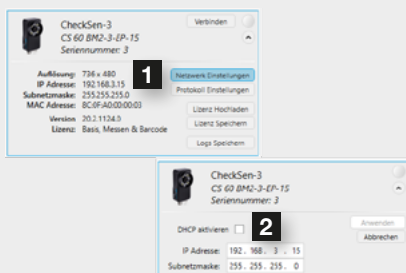 CheckSen-3
CS 60 BM2-3-EP-15
Seriennummer: 3
Verbinden
Auflösung: 736 x 480
IP Adresse: 192.168.3.15
Subnetzmaske: 255.255.255.0
MAC Adresse: 8C:0F:A0:00:00:03
Version 20.2.1124.0
Lizenz: Basis, Messen & Barcode
1
Netzwerk Einstellungen
Protokoll Einstellungen
Lizenz Hochladen
Lizenz Speichern
Logs Speichern
CheckSen-3
CS 60 BM2-3-EP-15
Seriennummer: 3
DHCP aktivieren
2
Anwenden
Abbrechen
IP Adresse: 192 . 168 . 3 . 15
Subnetzmaske: 255 . 255 . 255 . 0